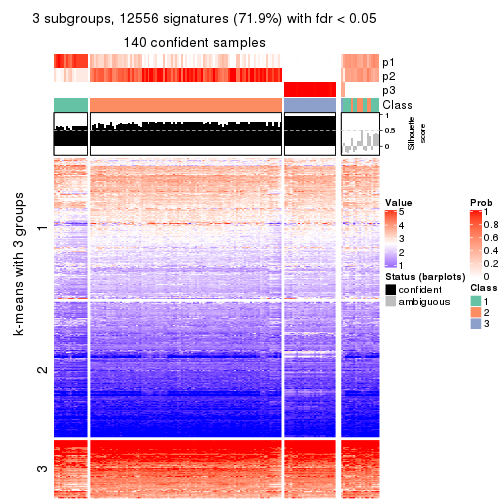 3 subgroups, 12556 signatures (71.9%) with fdr < 0.05
140 confident samples
p1
p2
p3
Class
1
0.5
0
Silhouette
score
k-means with 3 groups
1
2
3
Value
5
4
3
2
1
Status (barplots)
confident
ambiguous
Prob
1
0.8
0.6
0.4
0.2
0
Class
1
2
3